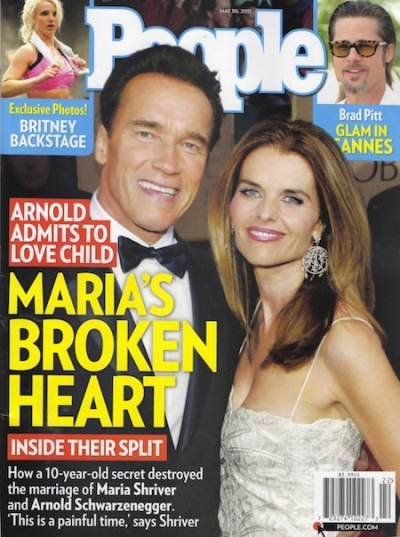 MAY 30, 2011
People
Exclusive Photos!
BRITNEY
BACKSTAGE
Brad Pitt
GLAM IN
CANNES
ARNOLD
ADMITS TO
LOVE CHILD
MARIA'S
BROKEN
HEART
INSIDE THEIR SPLIT
How a 10-year-old secret destroyed
the marriage of Maria Shriver
and Arnold Schwarzenegger.
'This is a painful time,' says Shriver
22
PEOPLE.COM